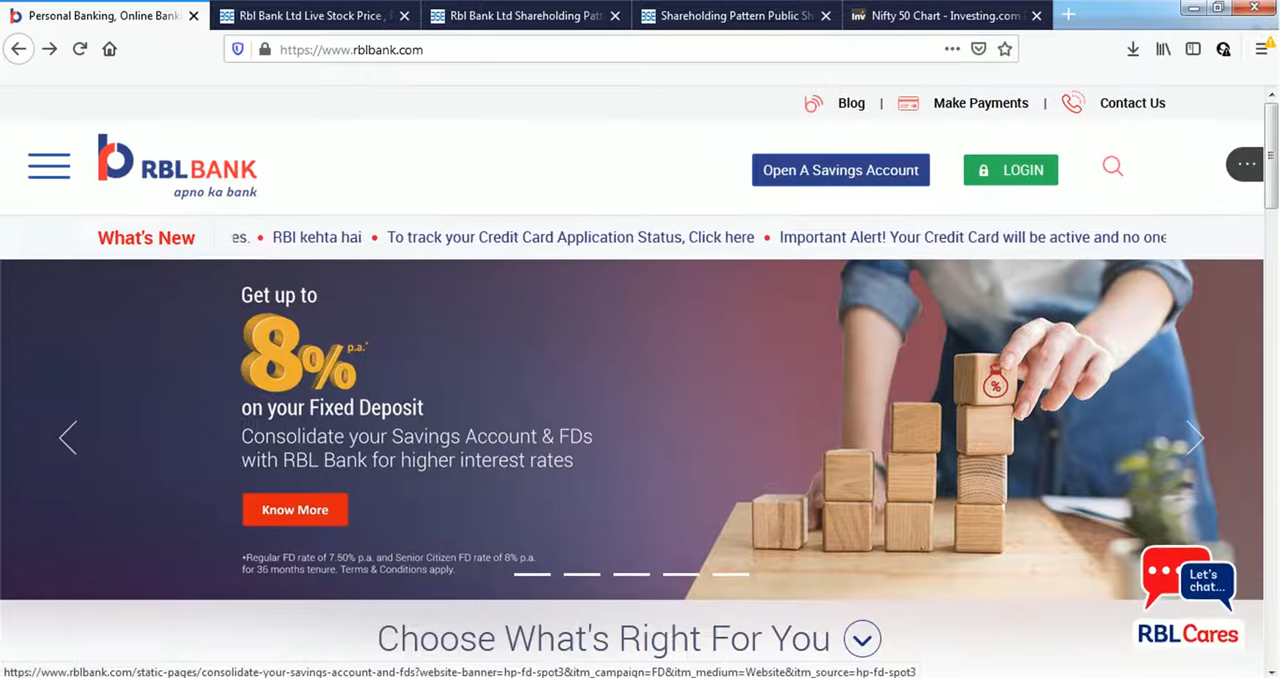 Personal Banking, Online Bank
Rbl Bank Ltd Live Stock Price ,
Rbl Bank Ltd Shareholding Patt
Shareholding Pattern Public Sh
Inv Nifty 50 Chart - Investing.com
https://www.rblbank.com
Blog | Make Payments | Contact Us
RBLBANK
apno ka bank
Open A Savings Account
LOGIN
What's New
es. • RBI kehta hai • To track your Credit Card Application Status, Click here • Important Alert! Your Credit Card will be active and no one
Get up to
8% p.a.*
on your Fixed Deposit
Consolidate your Savings Account & FDs
with RBL Bank for higher interest rates
Know More
*Regular FD rate of 7.50% p.a. and Senior Citizen FD rate of 8% p.a.
for 36 months tenure. Terms & Conditions apply.
%
Let's
chat...
RBLCares
Choose What's Right For You
https://www.rblbank.com/static-pages/consolidate-your-savings-account-and-fds?website-banner=hp-fd-spot3&itm_campaign=FD&itm_medium=Website&itm_source=hp-fd-spot3